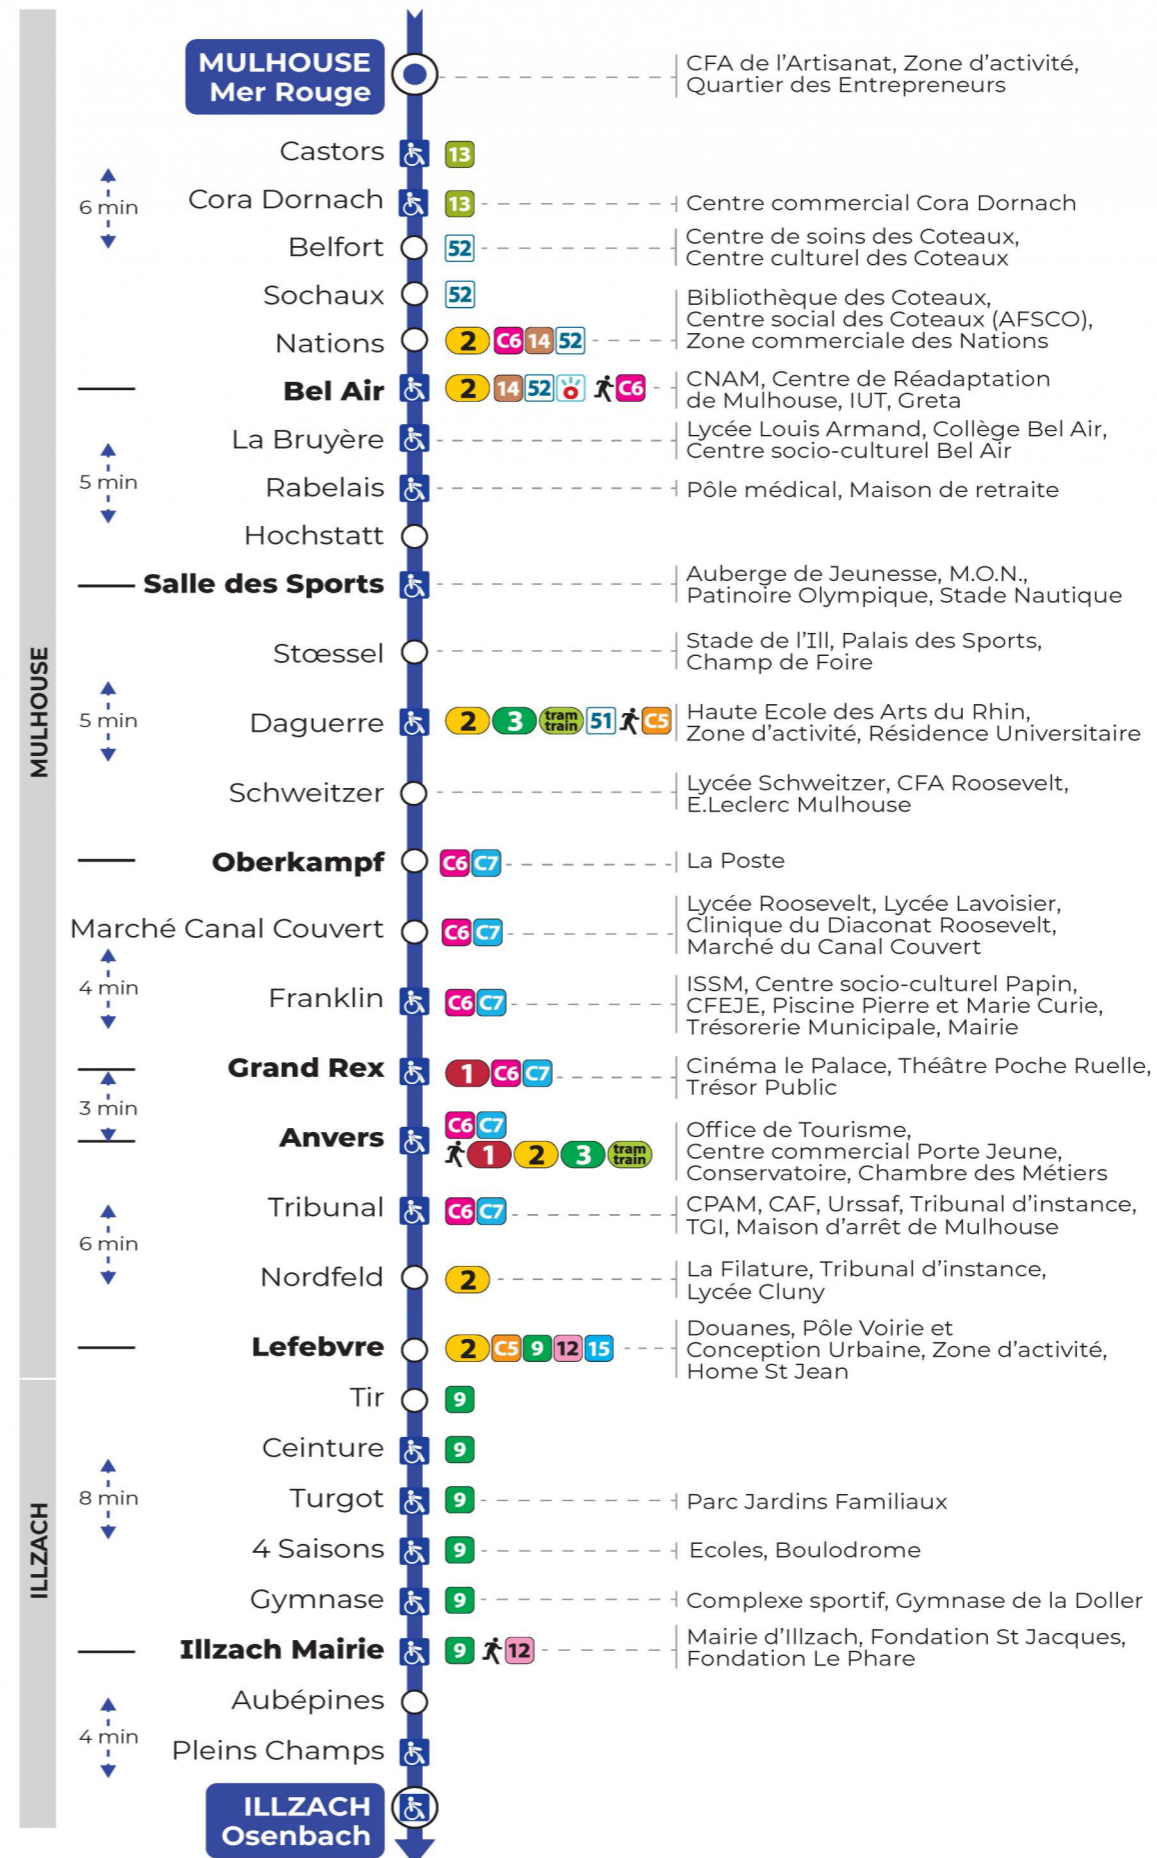 MULHOUSE
Mer Rouge
CFA de l’Artisanat, Zone d’activité,
Quartier des Entrepreneurs
Castors 13
6 min
Cora Dornach 13 Centre commercial Cora Dornach
Belfort 52
Centre de soins des Coteaux,
Centre culturel des Coteaux
Sochaux 52
Nations 2 C6 14 52
Bibliothèque des Coteaux,
Centre social des Coteaux (AFSCO),
Zone commerciale des Nations
Bel Air 2 14 52 C6
CNAM, Centre de Réadaptation
de Mulhouse, IUT, Greta
La Bruyère
Lycée Louis Armand, Collège Bel Air,
Centre socio-culturel Bel Air
5 min
Rabelais Pôle médical, Maison de retraite
Hochstatt
Salle des Sports
Auberge de Jeunesse, M.O.N.,
Patinoire Olympique, Stade Nautique
MULHOUSE
Stœssel
Stade de l’Ill, Palais des Sports,
Champ de Foire
5 min
Daguerre 2 3 tram train 51 C5
Haute Ecole des Arts du Rhin,
Zone d’activité, Résidence Universitaire
Schweitzer
Lycée Schweitzer, CFA Roosevelt,
E.Leclerc Mulhouse
Oberkampf C6 C7 La Poste
Marché Canal Couvert C6 C7
Lycée Roosevelt, Lycée Lavoisier,
Clinique du Diaconat Roosevelt,
Marché du Canal Couvert
4 min
Franklin C6 C7
ISSM, Centre socio-culturel Papin,
CFEJE, Piscine Pierre et Marie Curie,
Trésorerie Municipale, Mairie
Grand Rex 1 C6 C7
Cinéma le Palace, Théâtre Poche Ruelle,
Trésor Public
3 min
Anvers
C6 C7
1 2 3 tram train
Office de Tourisme,
Centre commercial Porte Jeune,
Conservatoire, Chambre des Métiers
Tribunal C6 C7
CPAM, CAF, Urssaf, Tribunal d’instance,
TGI, Maison d’arrêt de Mulhouse
6 min
Nordfeld 2
La Filature, Tribunal d’instance,
Lycée Cluny
Lefebvre 2 C5 9 12 15
Douanes, Pôle Voirie et
Conception Urbaine, Zone d’activité,
Home St Jean
Tir 9
Ceinture 9
8 min
Turgot 9 Parc Jardins Familiaux
ILLZACH
4 Saisons 9 Ecoles, Boulodrome
Gymnase 9 Complexe sportif, Gymnase de la Doller
Illzach Mairie 9 12
Mairie d’Illzach, Fondation St Jacques,
Fondation Le Phare
Aubépines
4 min
Pleins Champs
ILLZACH
Osenbach